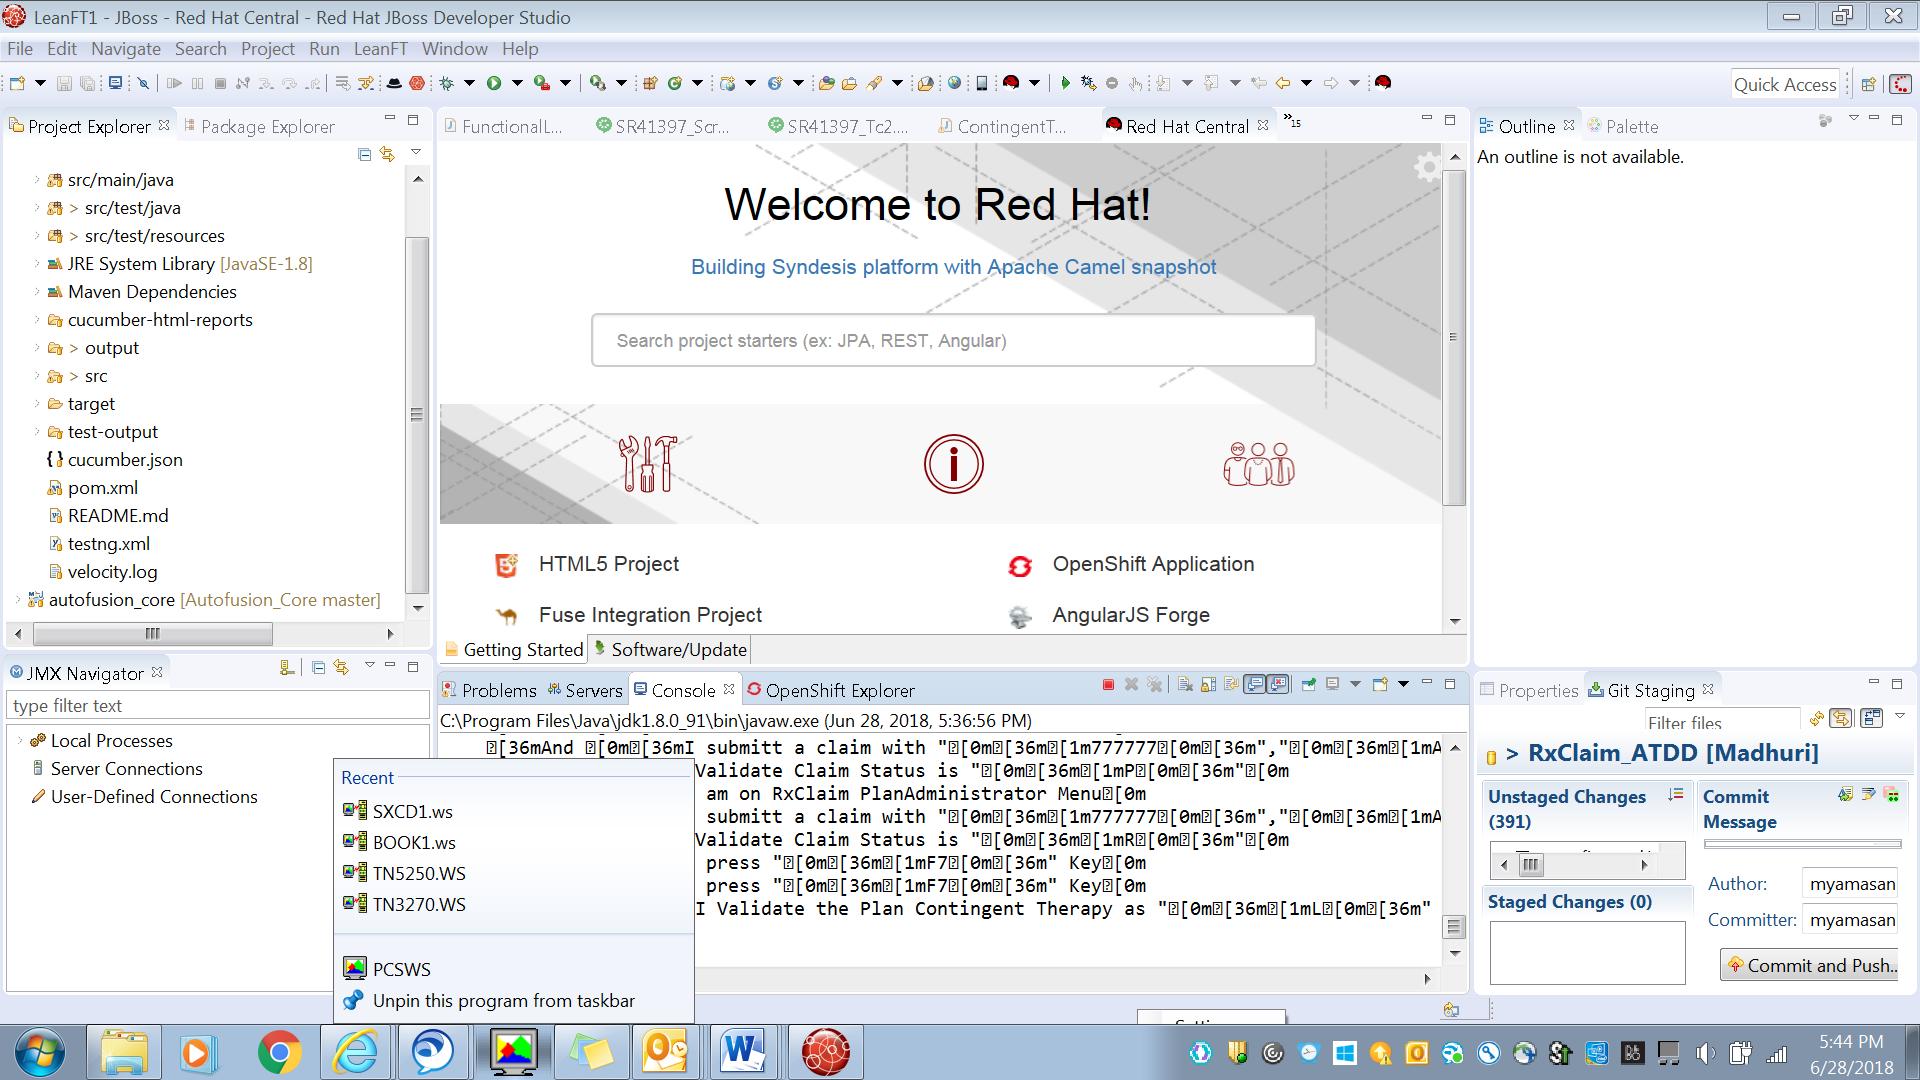 LeanFT1 - JBoss - Red Hat Central - Red Hat JBoss Developer Studio
File Edit Navigate Search Project Run LeanFT Window Help
Quick Access
Project Explorer
Package Explorer
src/main/java
> src/test/java
> src/test/resources
JRE System Library [JavaSE-1.8]
Maven Dependencies
cucumber-html-reports
> output
> src
target
test-output
cucumber.json
pom.xml
README.md
testng.xml
velocity.log
autofusion_core [Autofusion_Core master]
FunctionalL...
SR41397_Scr...
SR41397_Tc2....
ContingentT...
Red Hat Central
»15
Welcome to Red Hat!
Building Syndesis platform with Apache Camel snapshot
Search project starters (ex: JPA, REST, Angular)
HTML5 Project
OpenShift Application
Fuse Integration Project
AngularJS Forge
Getting Started
Software/Update
Outline
Palette
An outline is not available.
JMX Navigator
type filter text
Local Processes
Server Connections
User-Defined Connections
Problems
Servers
Console
OpenShift Explorer
C:\Program Files\Java\jdk1.8.0_91\bin\javaw.exe (Jun 28, 2018, 5:36:56 PM)
[36mAnd [0m[36mI submitt a claim with "[0m[36m[1m777777[0m[36m","[0m[36m[1mA
Validate Claim Status is "[0m[36m[1mP[0m[36m"[0m
am on RxClaim PlanAdministrator Menu[0m
submitt a claim with "[0m[36m[1m777777[0m[36m","[0m[36m[1mA
Validate Claim Status is "[0m[36m[1mR[0m[36m"[0m
press "[0m[36m[1mF7[0m[36m" Key[0m
press "[0m[36m[1mF7[0m[36m" Key[0m
I Validate the Plan Contingent Therapy as "[0m[36m[1mL[0m[36m"
Recent
SXCD1.ws
BOOK1.ws
TN5250.WS
TN3270.WS
PCSWS
Unpin this program from taskbar
Properties
Git Staging
Filter files
> RxClaim_ATDD [Madhuri]
Unstaged Changes (391)
Staged Changes (0)
Commit Message
Author: myamasan
Committer: myamasan
Commit and Push...
5:44 PM
6/28/2018